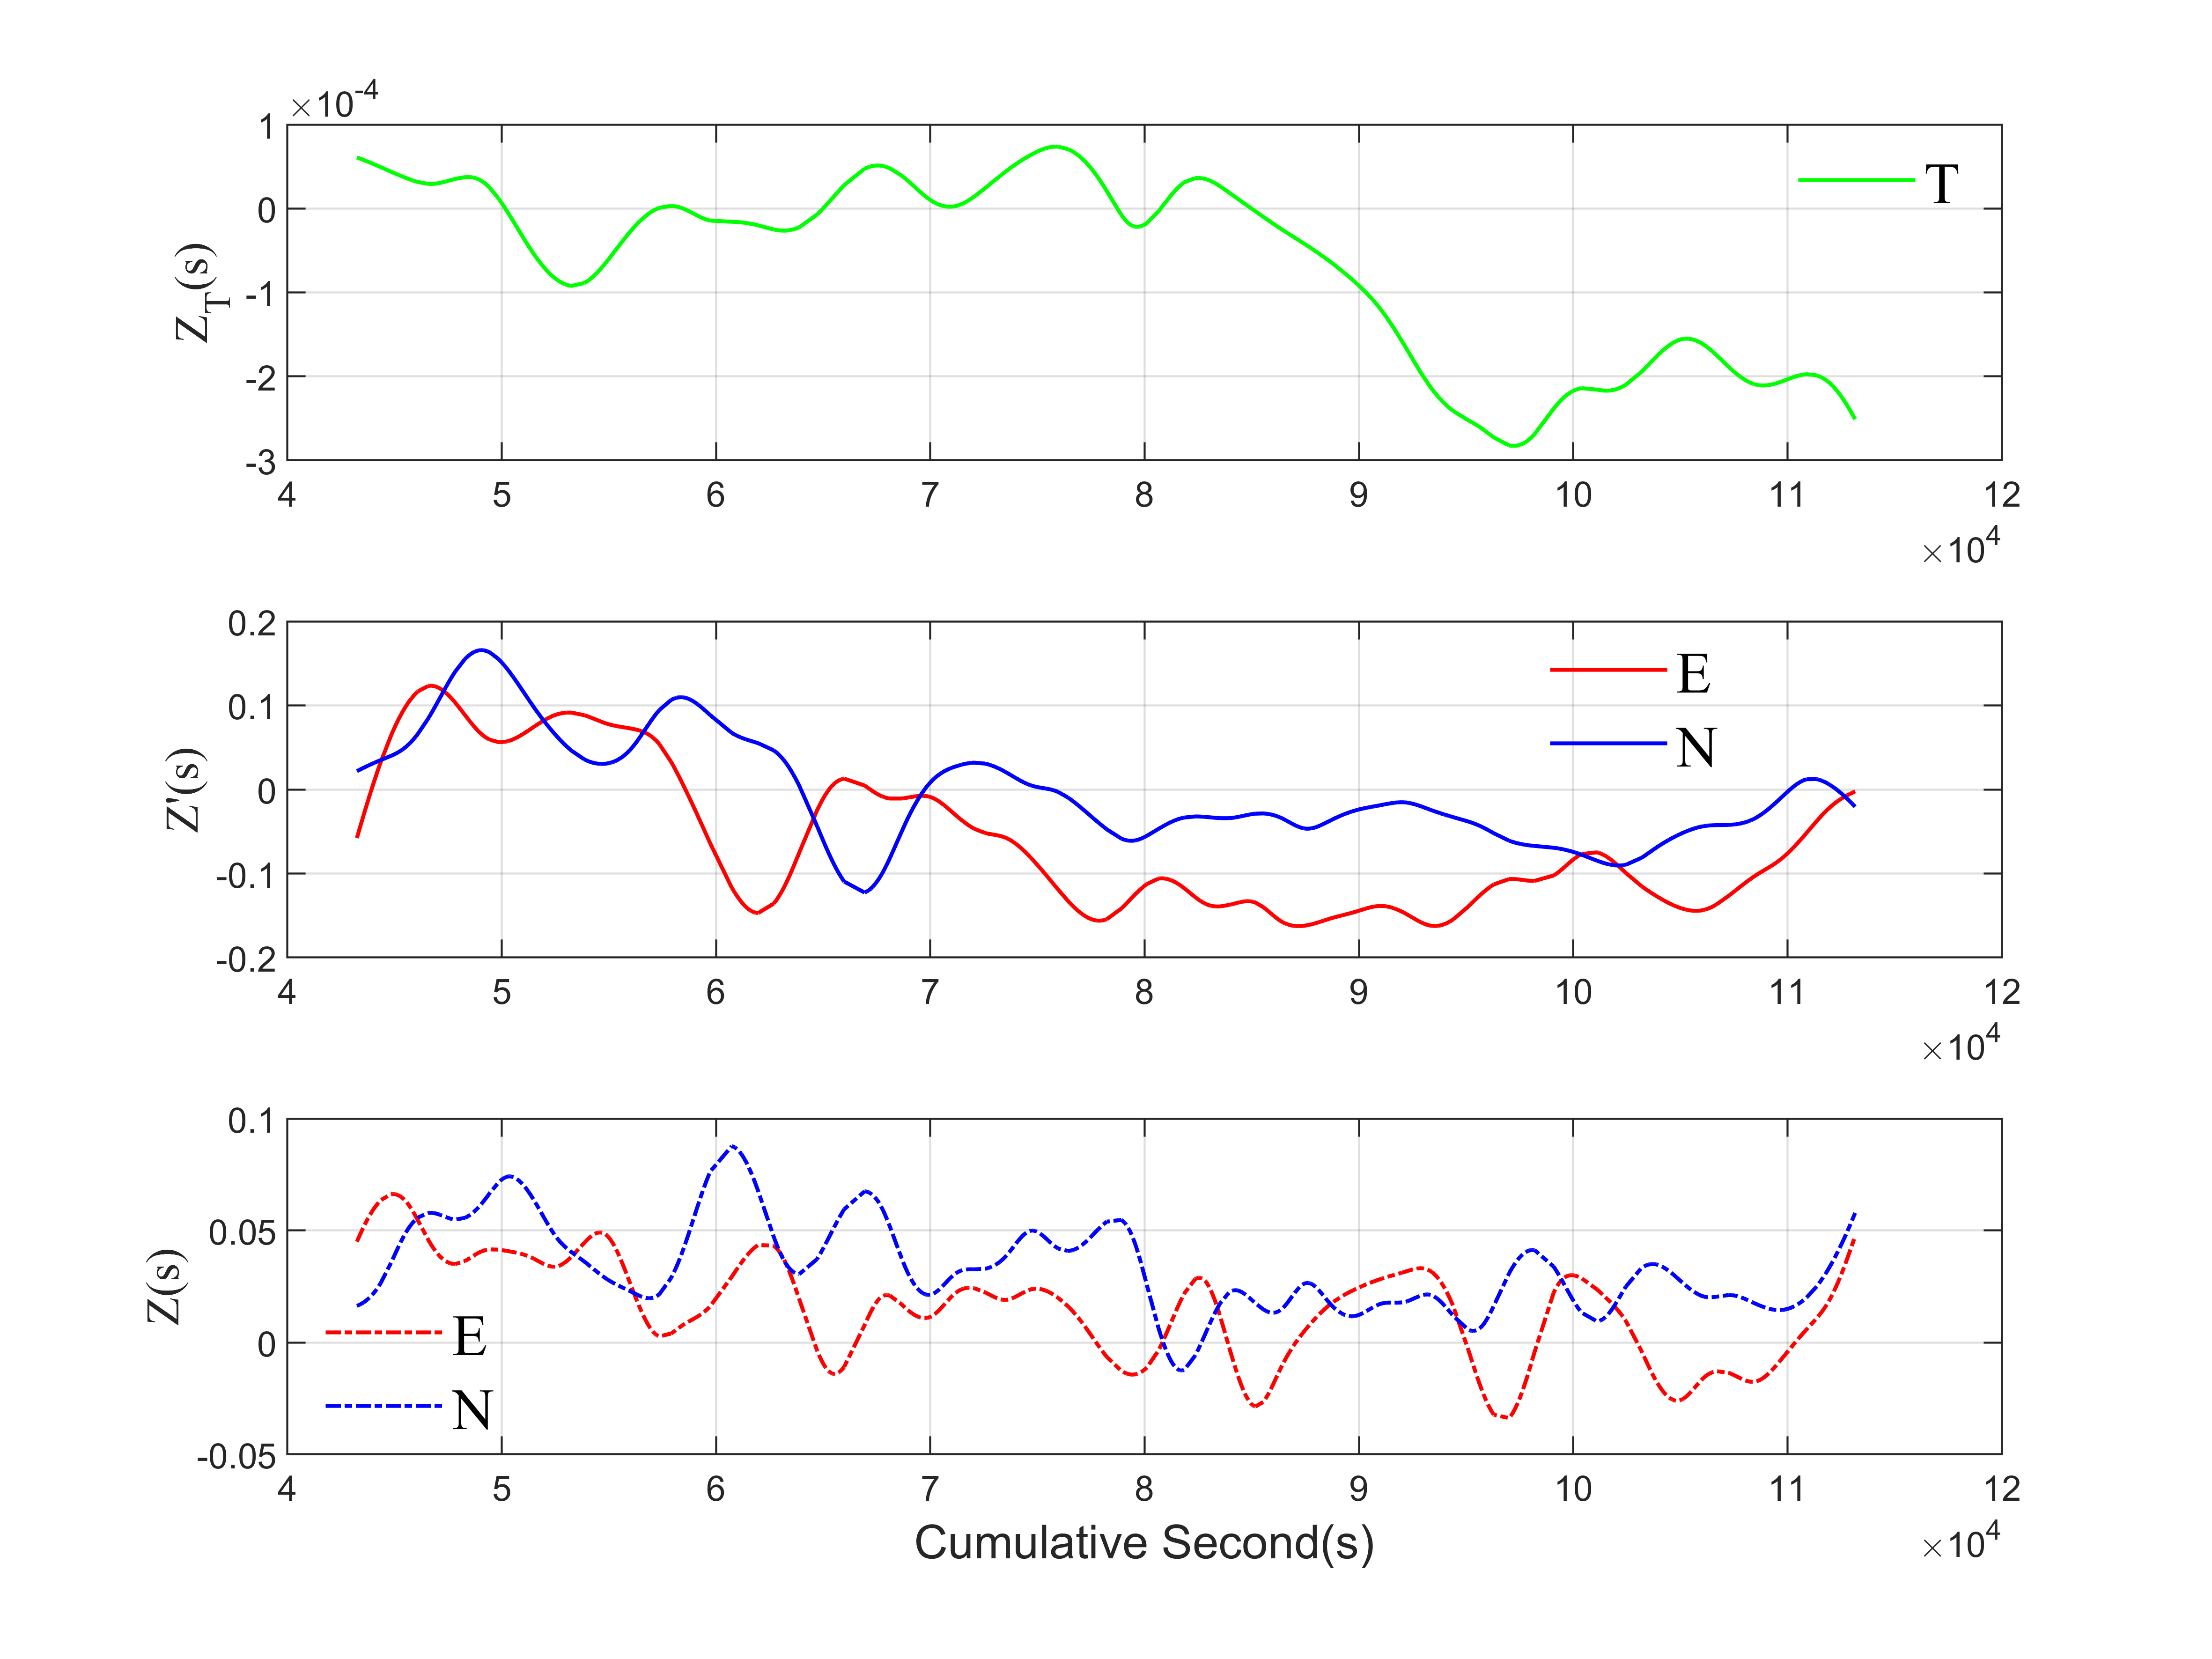 ×10-4
1
0
-1
-2
-3
Z_T(s)
T
4 5 6 7 8 9 10 11 12
×10^4
0.2
0.1
0
-0.1
-0.2
Z'(s)
E
N
4 5 6 7 8 9 10 11 12
×10^4
0.1
0.05
0
-0.05
Z(s)
E
N
4 5 6 7 8 9 10 11 12
Cumulative Second(s)
×10^4